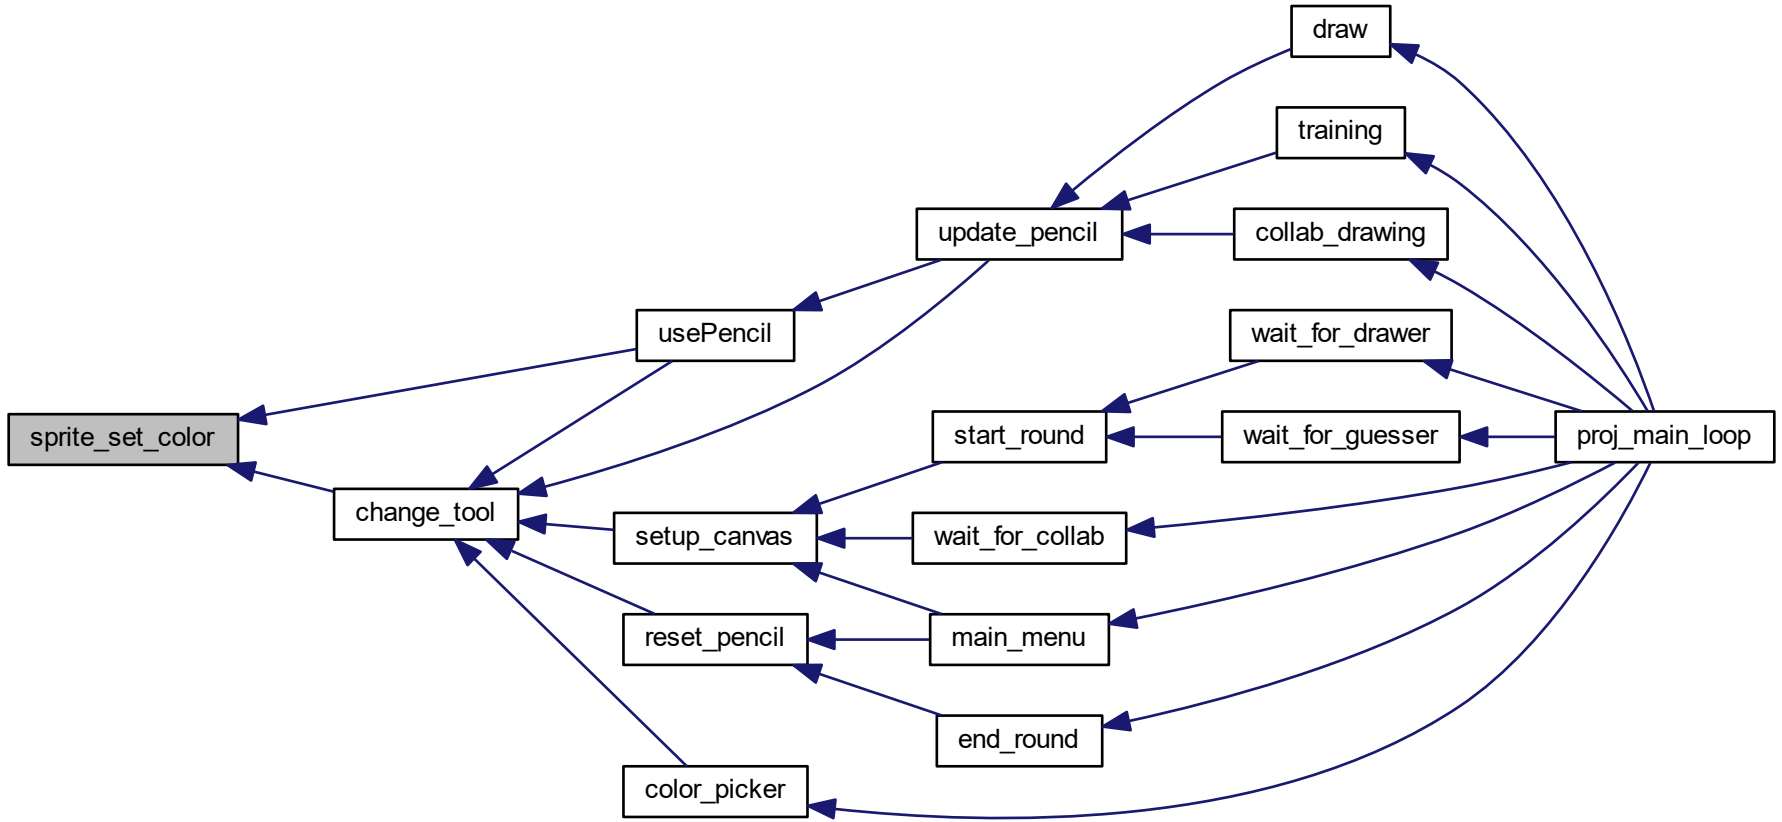 draw
training
update_pencil
collab_drawing
usePencil
wait_for_drawer
sprite_set_color
start_round
wait_for_guesser
proj_main_loop
change_tool
setup_canvas
wait_for_collab
reset_pencil
main_menu
end_round
color_picker